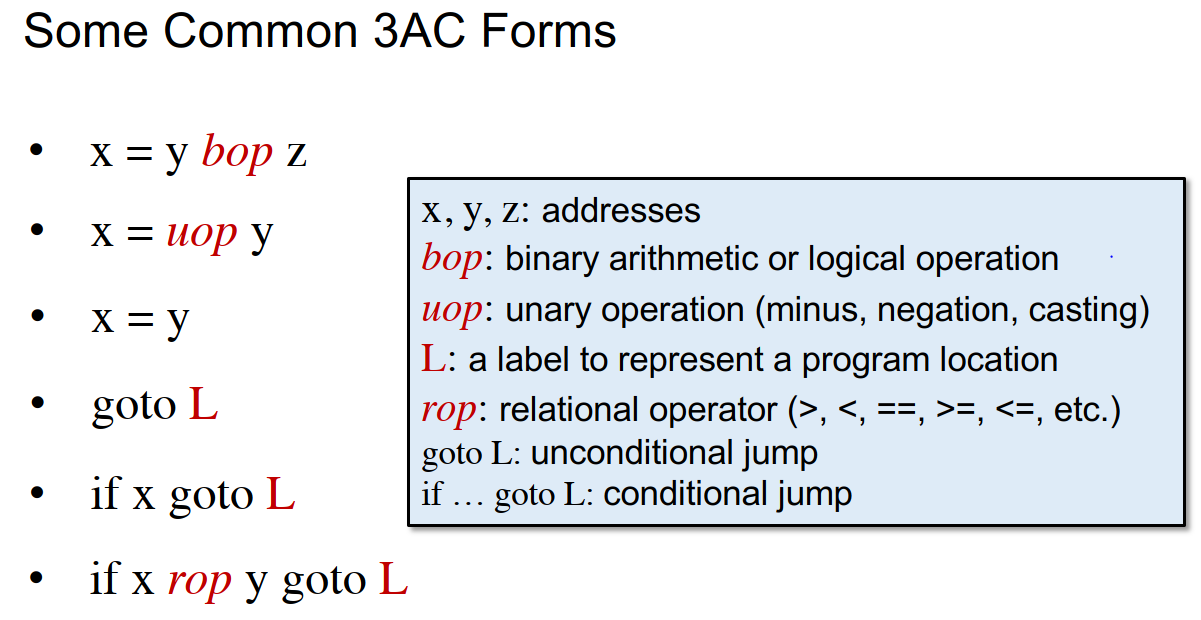 Some Common 3AC Forms
• x = y bop z
• x = uop y
• x = y
• goto L
• if x goto L
• if x rop y goto L
x, y, z: addresses
bop: binary arithmetic or logical operation
uop: unary operation (minus, negation, casting)
L: a label to represent a program location
rop: relational operator (>, <, ==, >=, <=, etc.)
goto L: unconditional jump
if … goto L: conditional jump